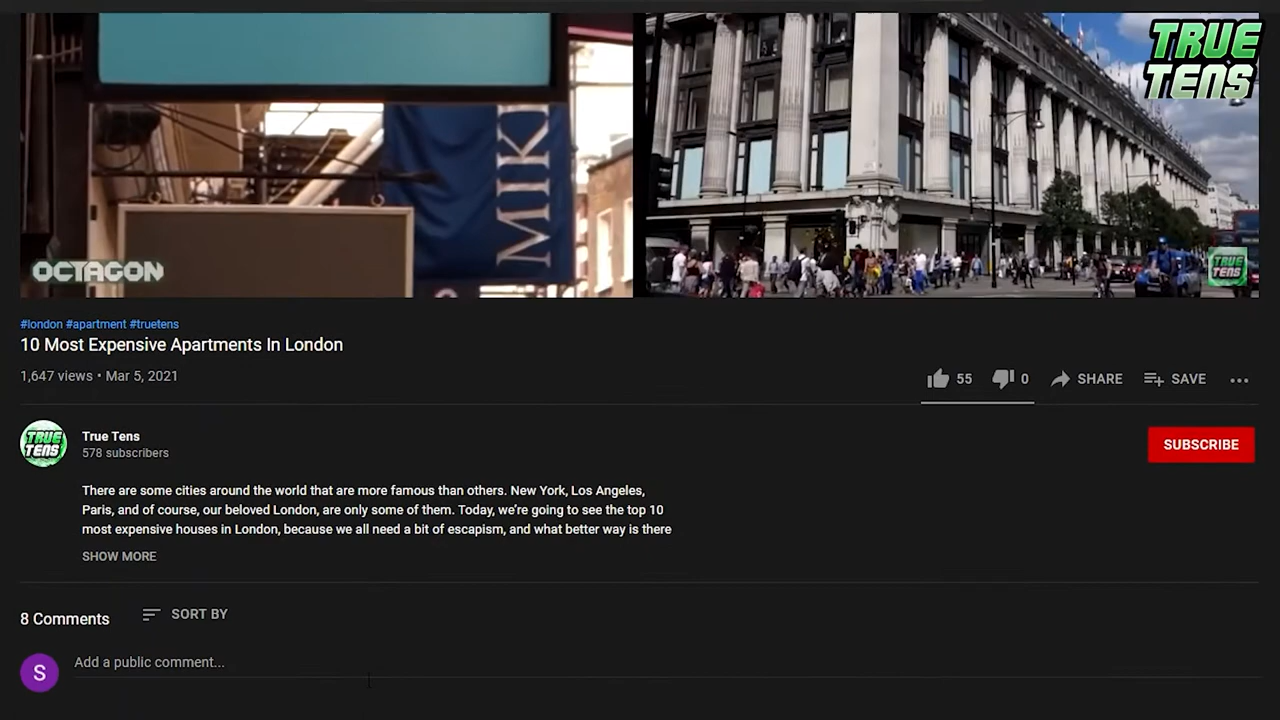 TRUE
TENS
MIK
OCTAGON
TRUE
TENS
#london #apartment #truetens
10 Most Expensive Apartments In London
1,647 views • Mar 5, 2021
55
0
SHARE
SAVE
TRUE
TENS
True Tens
578 subscribers
SUBSCRIBE
There are some cities around the world that are more famous than others. New York, Los Angeles,
Paris, and of course, our beloved London, are only some of them. Today, we’re going to see the top 10
most expensive houses in London, because we all need a bit of escapism, and what better way is there
SHOW MORE
8 Comments
SORT BY
S
Add a public comment...